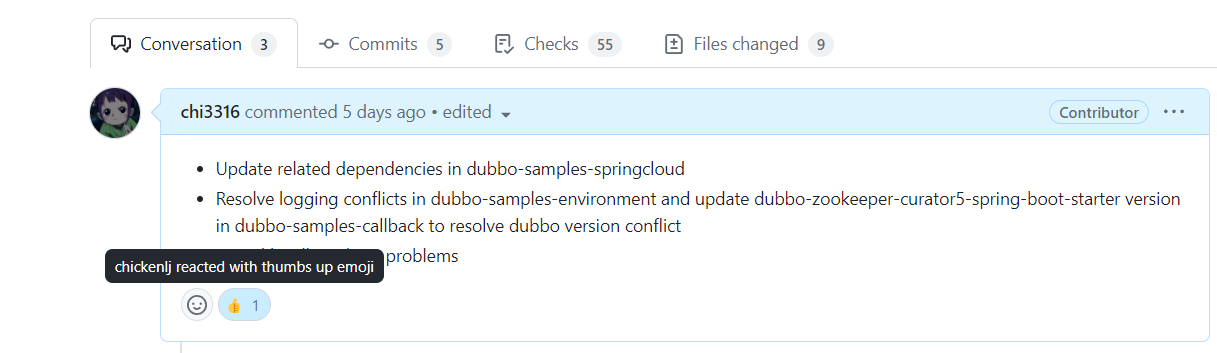 Conversation 3 Commits 5 Checks 55 Files changed 9
chi3316 commented 5 days ago • edited Contributor
Update related dependencies in dubbo-samples-springcloud
Resolve logging conflicts in dubbo-samples-environment and update dubbo-zookeeper-curator5-spring-boot-starter version
in dubbo-samples-callback to resolve dubbo version conflict
problems
chickenlj reacted with thumbs up emoji
👍 1